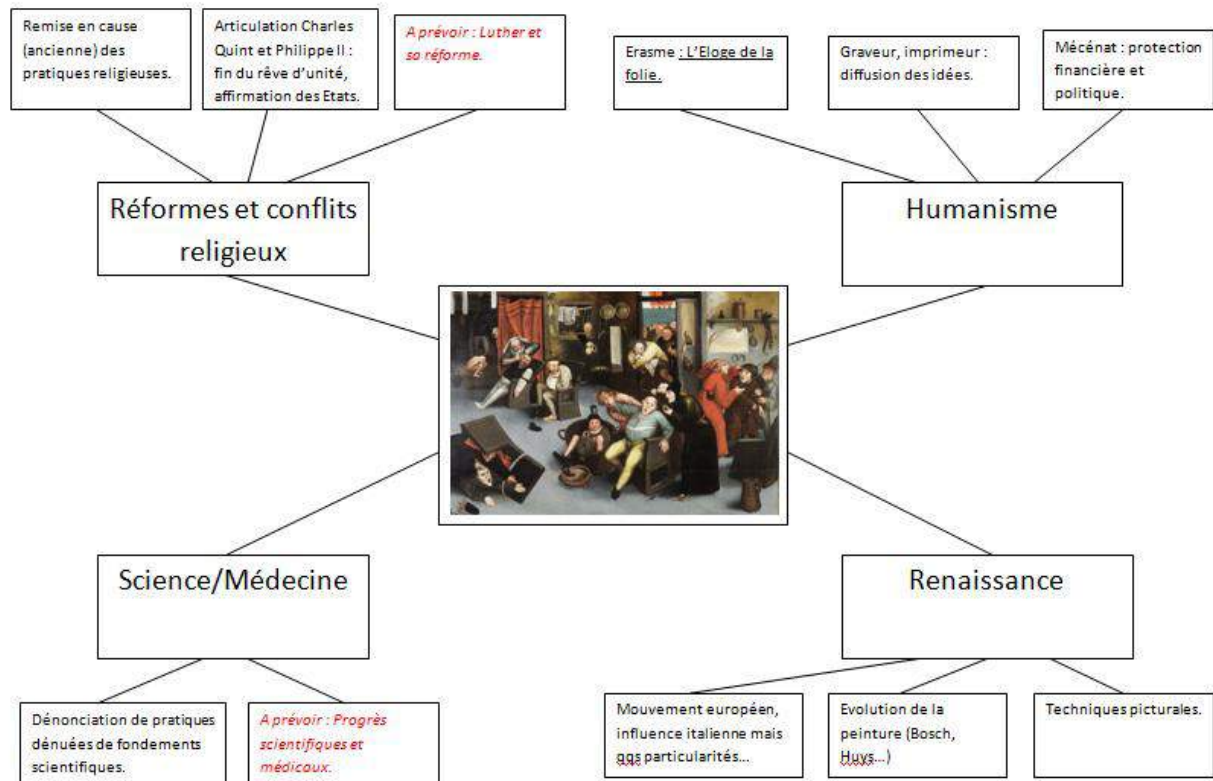 Remise en cause
(ancienne) des
pratiques religieuses.
Articulation Charles
Quint et Philippe II :
fin du rêve d'unité,
affirmation des Etats.
A prévoir : Luther et
sa réforme.
Erasme : L'Eloge de la
folie.
Graveur, imprimeur :
diffusion des idées.
Mécénat : protection
financière et
politique.
Réformes et conflits
religieux
Humanisme
Science/Médecine
Renaissance
Dénonciation de pratiques
dénuées de fondements
scientifiques.
A prévoir : Progrès
scientifiques et
médicaux.
Mouvement européen,
influence italienne mais
qqs particularités...
Evolution de la
peinture (Bosch,
Huys...)
Techniques picturales.